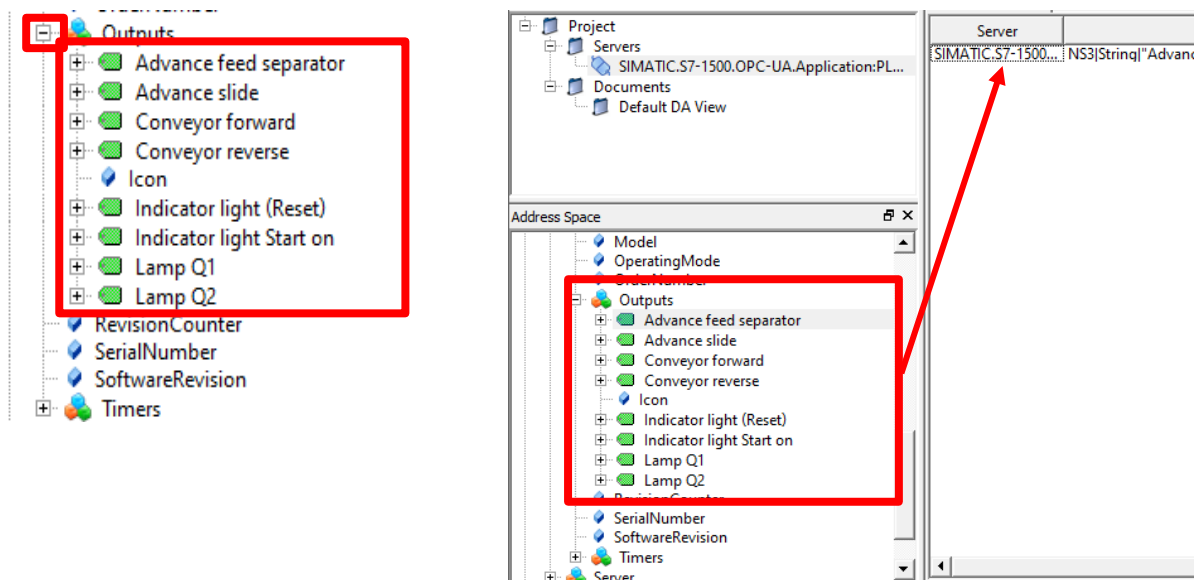 OrderNumber
Outputs
Advance feed separator
Advance slide
Conveyor forward
Conveyor reverse
Icon
Indicator light (Reset)
Indicator light Start on
Lamp Q1
Lamp Q2
RevisionCounter
SerialNumber
SoftwareRevision
Timers
Project
Servers
SIMATIC.S7-1500.OPC-UA.Application:PL...
Documents
Default DA View
Address Space
Model
OperatingMode
OrderNumber
Outputs
Advance feed separator
Advance slide
Conveyor forward
Conveyor reverse
Icon
Indicator light (Reset)
Indicator light Start on
Lamp Q1
Lamp Q2
RevisionCounter
SerialNumber
SoftwareRevision
Timers
Server
Server
SIMATIC.S7-1500... NS3|String|"Advanc